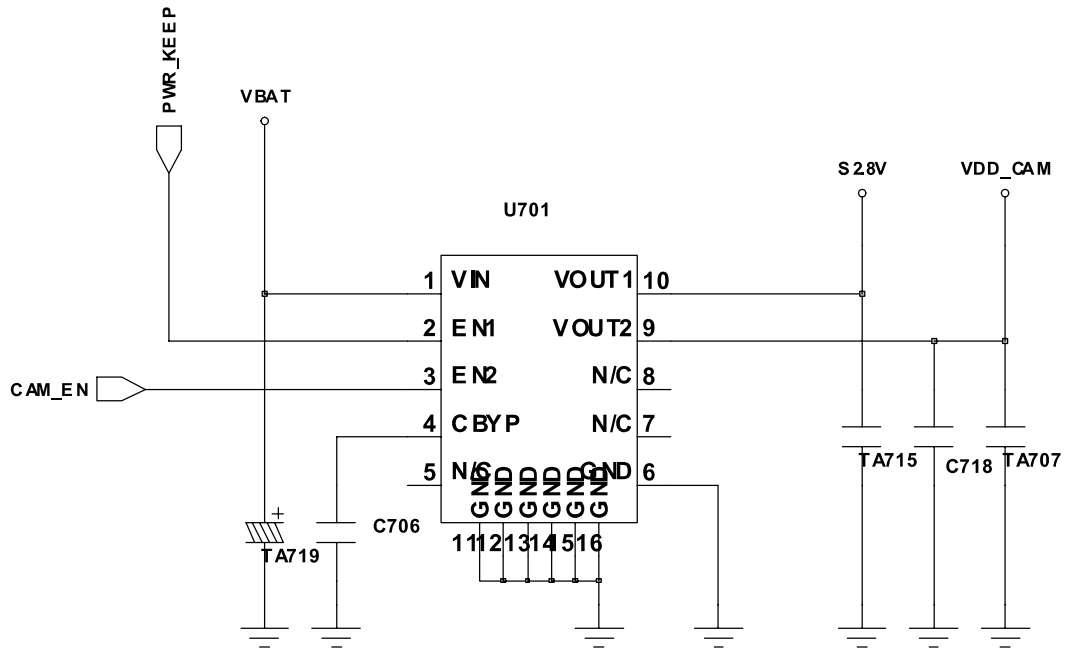 PWR_KEEP
VBAT
S2.8V
VDD_CAM
U701
1 VIN VOUT1 10
2 EN1 VOUT2 9
CAM_EN
3 EN2 N/C 8
4 CBYP N/C 7
5 N/C GND 6
GND GND GND GND GND GND
11 12 13 14 15 16
+
TA719
C706
TA715
C718
TA707